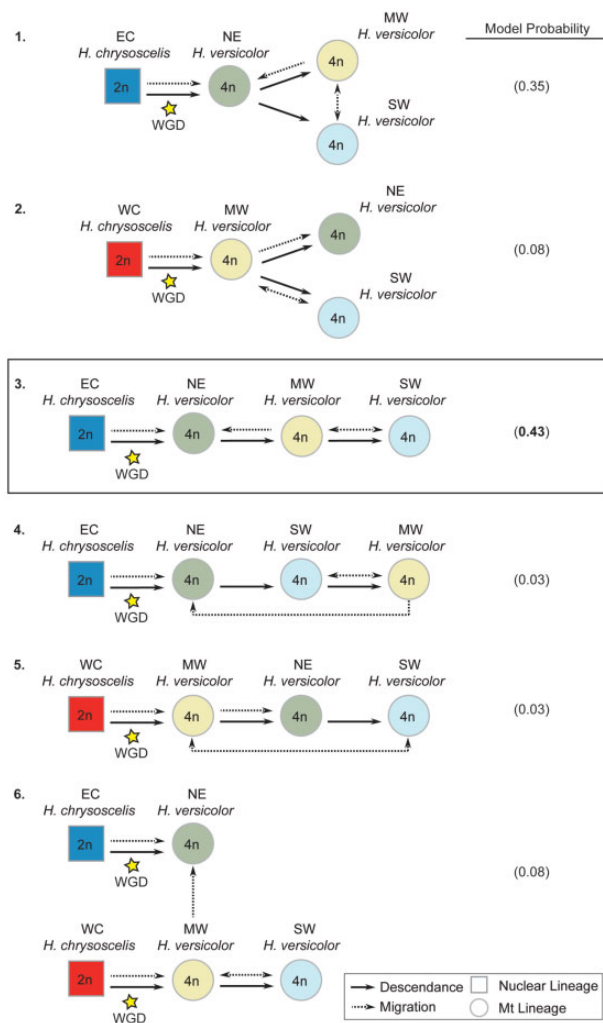 Model Probability
1.
EC
H. chrysoscelis
NE
H. versicolor
MW
H. versicolor
2n
4n
4n
WGD
SW
H. versicolor
4n
(0.35)
2.
WC
H. chrysoscelis
MW
H. versicolor
NE
H. versicolor
2n
4n
4n
WGD
SW
H. versicolor
4n
(0.08)
3.
EC
H. chrysoscelis
NE
H. versicolor
MW
H. versicolor
SW
H. versicolor
2n
4n
4n
4n
WGD
(0.43)
4.
EC
H. chrysoscelis
NE
H. versicolor
SW
H. versicolor
MW
H. versicolor
2n
4n
4n
4n
WGD
(0.03)
5.
WC
H. chrysoscelis
MW
H. versicolor
NE
H. versicolor
SW
H. versicolor
2n
4n
4n
4n
WGD
(0.03)
6.
EC
H. chrysoscelis
NE
H. versicolor
2n
4n
WGD
(0.08)
WC
H. chrysoscelis
MW
H. versicolor
SW
H. versicolor
2n
4n
4n
WGD
Descendance
Nuclear Lineage
Migration
Mt Lineage